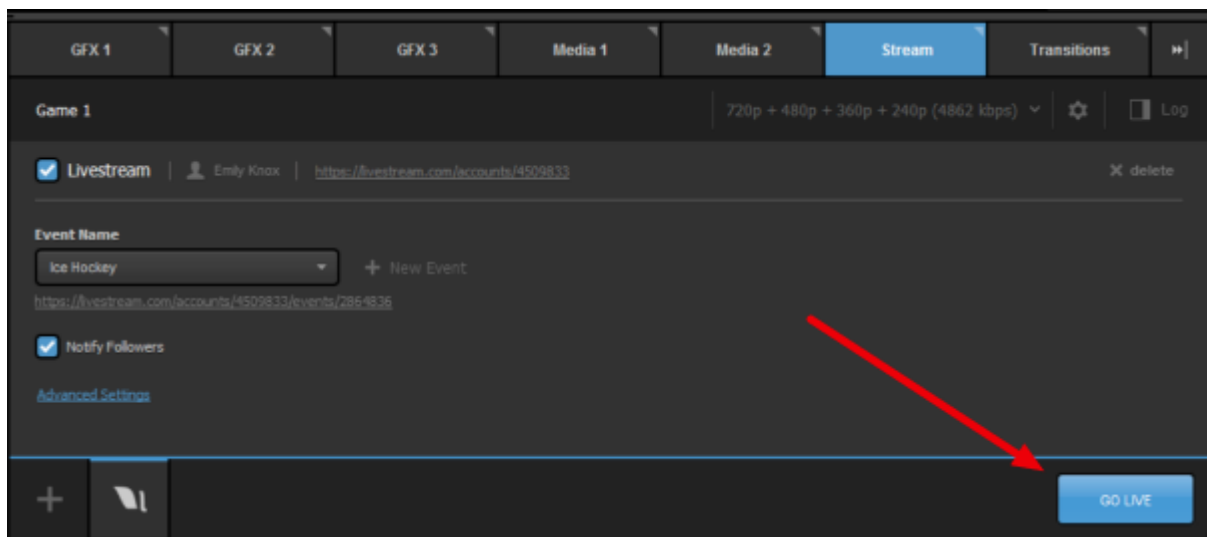 GFX 1 GFX 2 GFX 3 Media 1 Media 2 Stream Transitions
Game 1 720p + 480p + 360p + 240p (4862 kbps) Log
Livestream Emily Knox https://livestream.com/accounts/4509833 delete
Event Name
Ice Hockey + New Event
https://livestream.com/accounts/4509833/events/2864836
Notify Followers
Advanced Settings
GO LIVE